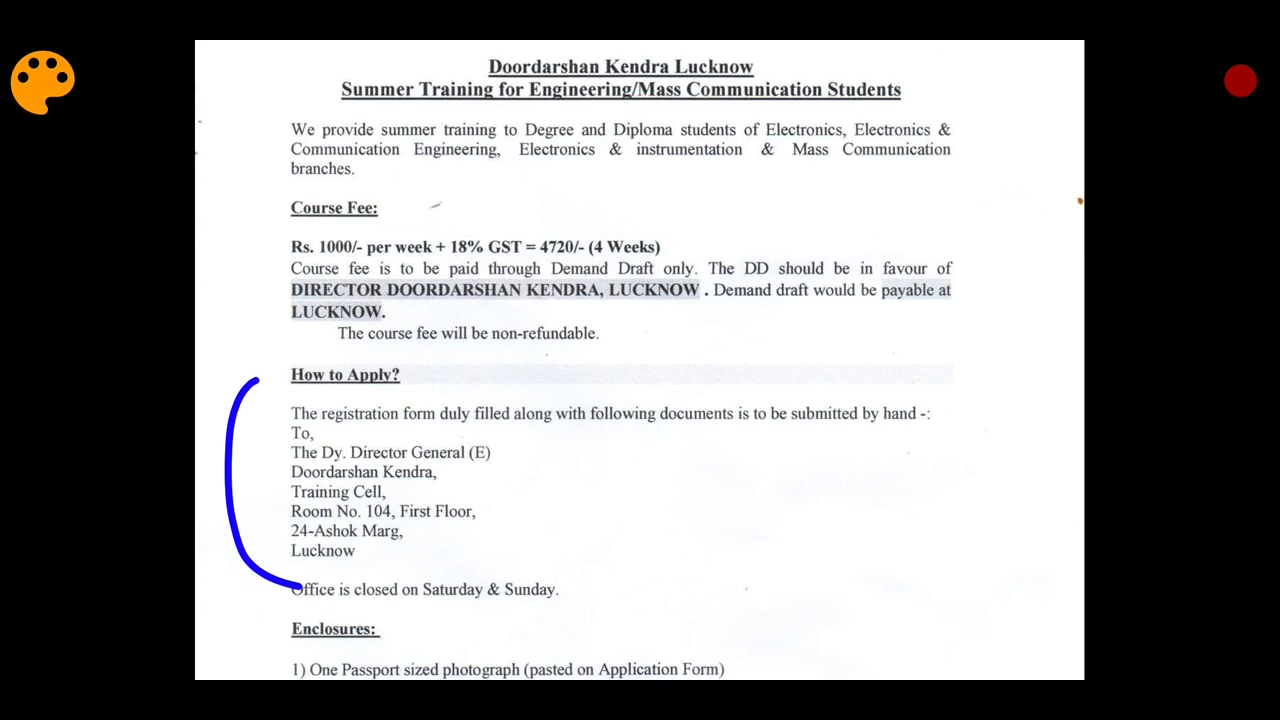 Doordarshan Kendra Lucknow
Summer Training for Engineering/Mass Communication Students
We provide summer training to Degree and Diploma students of Electronics, Electronics &
Communication Engineering, Electronics & instrumentation & Mass Communication
branches.
Course Fee:
Rs. 1000/- per week + 18% GST = 4720/- (4 Weeks)
Course fee is to be paid through Demand Draft only. The DD should be in favour of
DIRECTOR DOORDARSHAN KENDRA, LUCKNOW . Demand draft would be payable at
LUCKNOW.
The course fee will be non-refundable.
How to Apply?
The registration form duly filled along with following documents is to be submitted by hand -:
To,
The Dy. Director General (E)
Doordarshan Kendra,
Training Cell,
Room No. 104, First Floor,
24-Ashok Marg,
Lucknow
Office is closed on Saturday & Sunday.
Enclosures:
1) One Passport sized photograph (pasted on Application Form)